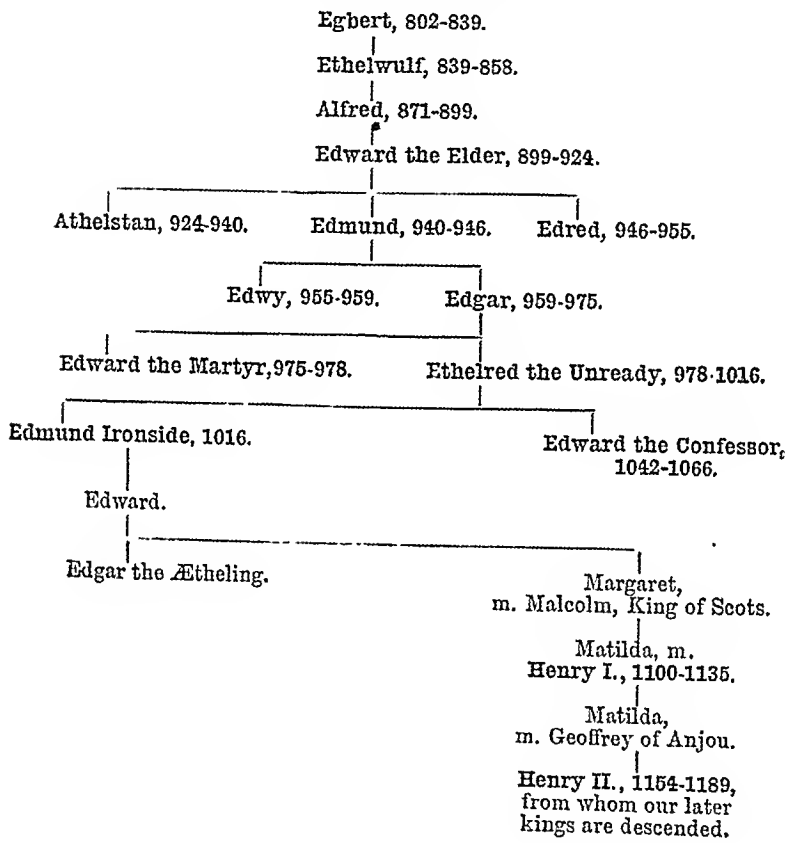 Egbert, 802-839.
Ethelwulf, 839-858.
Alfred, 871-899.
Edward the Elder, 899-924.
Athelstan, 924-940. Edmund, 940-946. Edred, 946-955.
Edwy, 955-959. Edgar, 959-975.
Edward the Martyr, 975-978. Ethelred the Unready, 978-1016.
Edmund Ironside, 1016. Edward the Confessor,
1042-1066.
Edward.
Edgar the Ætheling. Margaret,
m. Malcolm, King of Scots.
Matilda, m.
Henry I., 1100-1135.
Matilda,
m. Geoffrey of Anjou.
Henry II., 1154-1189,
from whom our later
kings are descended.